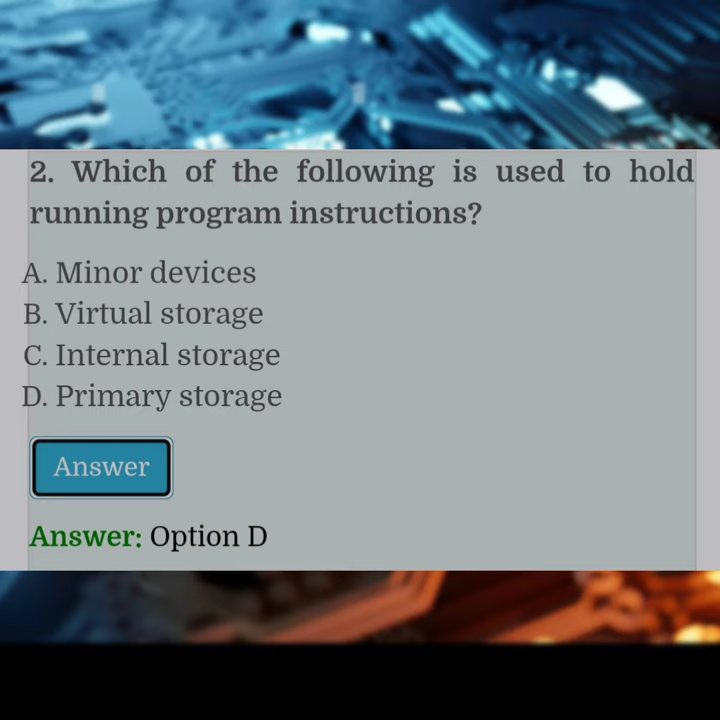 2. Which of the following is used to hold
running program instructions?
A. Minor devices
B. Virtual storage
C. Internal storage
D. Primary storage
Answer
Answer: Option D